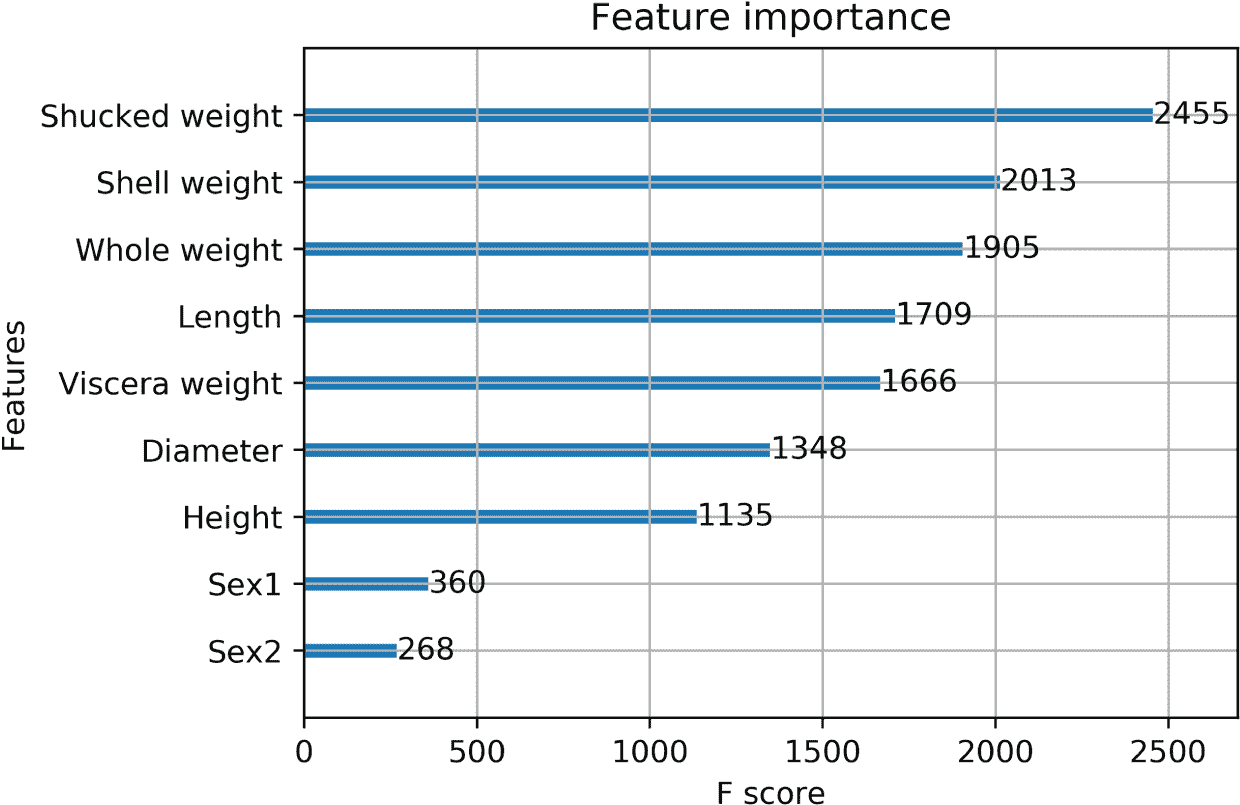 Feature importance
Shucked weight 2455
Shell weight 2013
Whole weight 1905
Length 1709
Viscera weight 1666
Diameter 1348
Height 1135
Sex1 360
Sex2 268
Features
0 500 1000 1500 2000 2500
F score